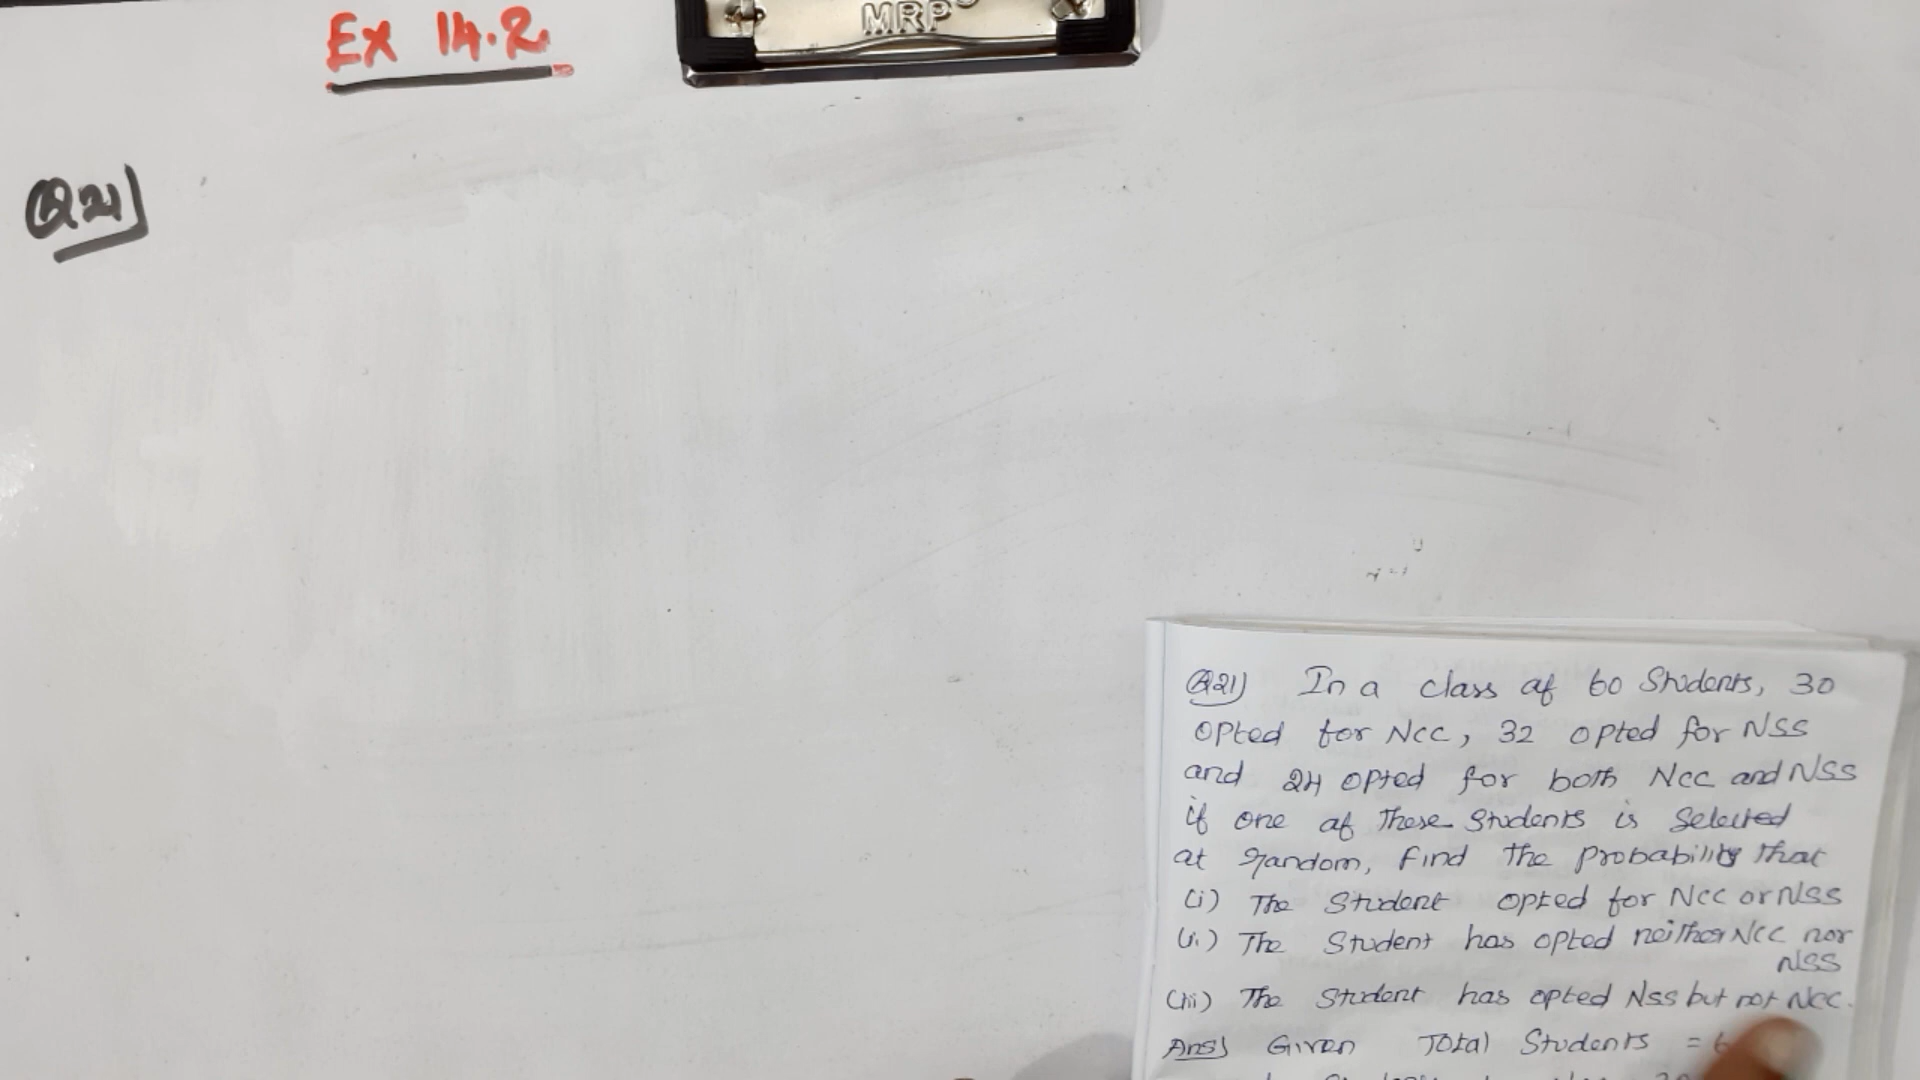 Ex 14.2
MRP
Q21)
Q21) In a class of 60 Students, 30
opted for Ncc, 32 opted for NSS
and 24 opted for both Ncc and NSS
if one of These Students is Selected
at random, Find The probability That
(i) The Student opted for Ncc or NSS
(ii) The Student has opted neither Ncc nor
NSS
(iii) The Student has opted Nss but not Ncc.
Ans) Given Total Students =